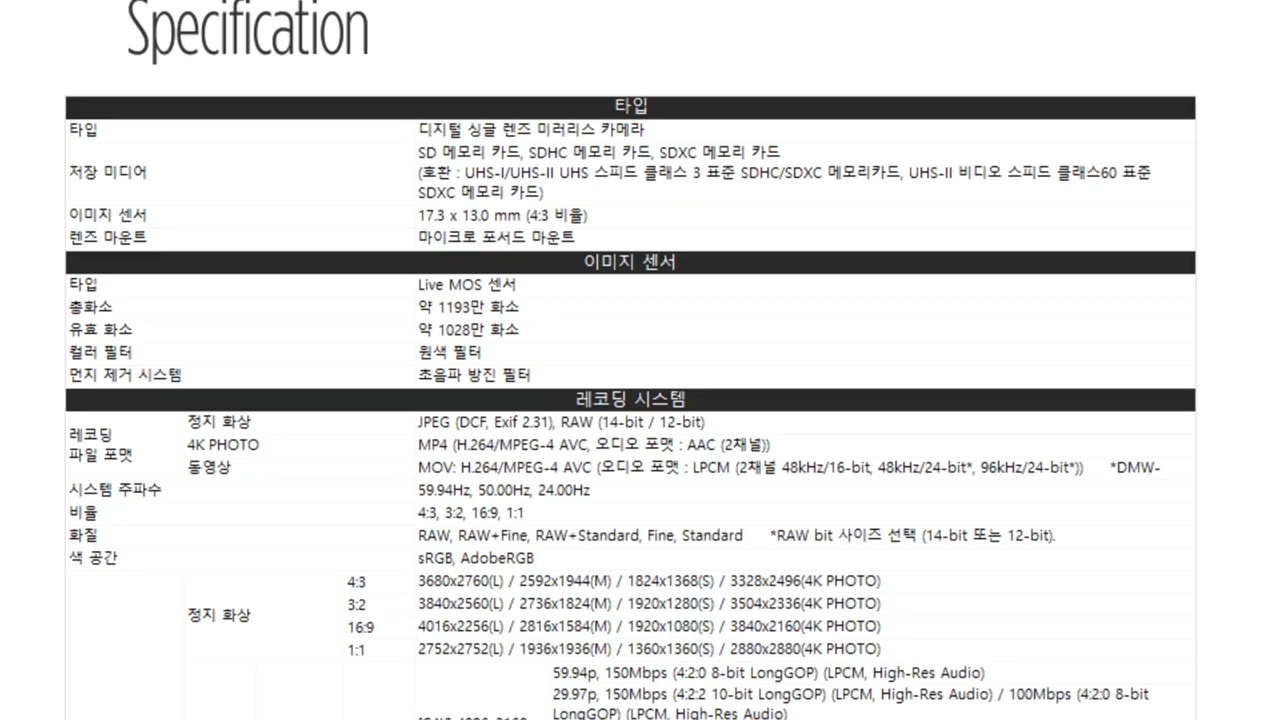 Specification
타입
타입 디지털 싱글 렌즈 미러리스 카메라
저장 미디어 SD 메모리 카드, SDHC 메모리 카드, SDXC 메모리 카드
(호환 : UHS-I/UHS-II UHS 스피드 클래스 3 표준 SDHC/SDXC 메모리카드, UHS-II 비디오 스피드 클래스60 표준
SDXC 메모리 카드)
이미지 센서 17.3 x 13.0 mm (4:3 비율)
렌즈 마운트 마이크로 포서드 마운트
이미지 센서
타입 Live MOS 센서
총화소 약 1193만 화소
유효 화소 약 1028만 화소
컬러 필터 원색 필터
먼지 제거 시스템 초음파 방진 필터
레코딩 시스템
레코딩
파일 포맷
정지 화상 JPEG (DCF, Exif 2.31), RAW (14-bit / 12-bit)
4K PHOTO MP4 (H.264/MPEG-4 AVC, 오디오 포맷 : AAC (2채널))
동영상 MOV: H.264/MPEG-4 AVC (오디오 포맷 : LPCM (2채널 48kHz/16-bit, 48kHz/24-bit*, 96kHz/24-bit*)) *DMW-
시스템 주파수 59.94Hz, 50.00Hz, 24.00Hz
비율 4:3, 3:2, 16:9, 1:1
화질 RAW, RAW+Fine, RAW+Standard, Fine, Standard *RAW bit 사이즈 선택 (14-bit 또는 12-bit).
색 공간 sRGB, AdobeRGB
정지 화상
4:3 3680x2760(L) / 2592x1944(M) / 1824x1368(S) / 3328x2496(4K PHOTO)
3:2 3840x2560(L) / 2736x1824(M) / 1920x1280(S) / 3504x2336(4K PHOTO)
16:9 4016x2256(L) / 2816x1584(M) / 1920x1080(S) / 3840x2160(4K PHOTO)
1:1 2752x2752(L) / 1936x1936(M) / 1360x1360(S) / 2880x2880(4K PHOTO)
59.94p, 150Mbps (4:2:0 8-bit LongGOP) (LPCM, High-Res Audio)
29.97p, 150Mbps (4:2:2 10-bit LongGOP) (LPCM, High-Res Audio) / 100Mbps (4:2:0 8-bit
LongGOP) (LPCM, High-Res Audio)